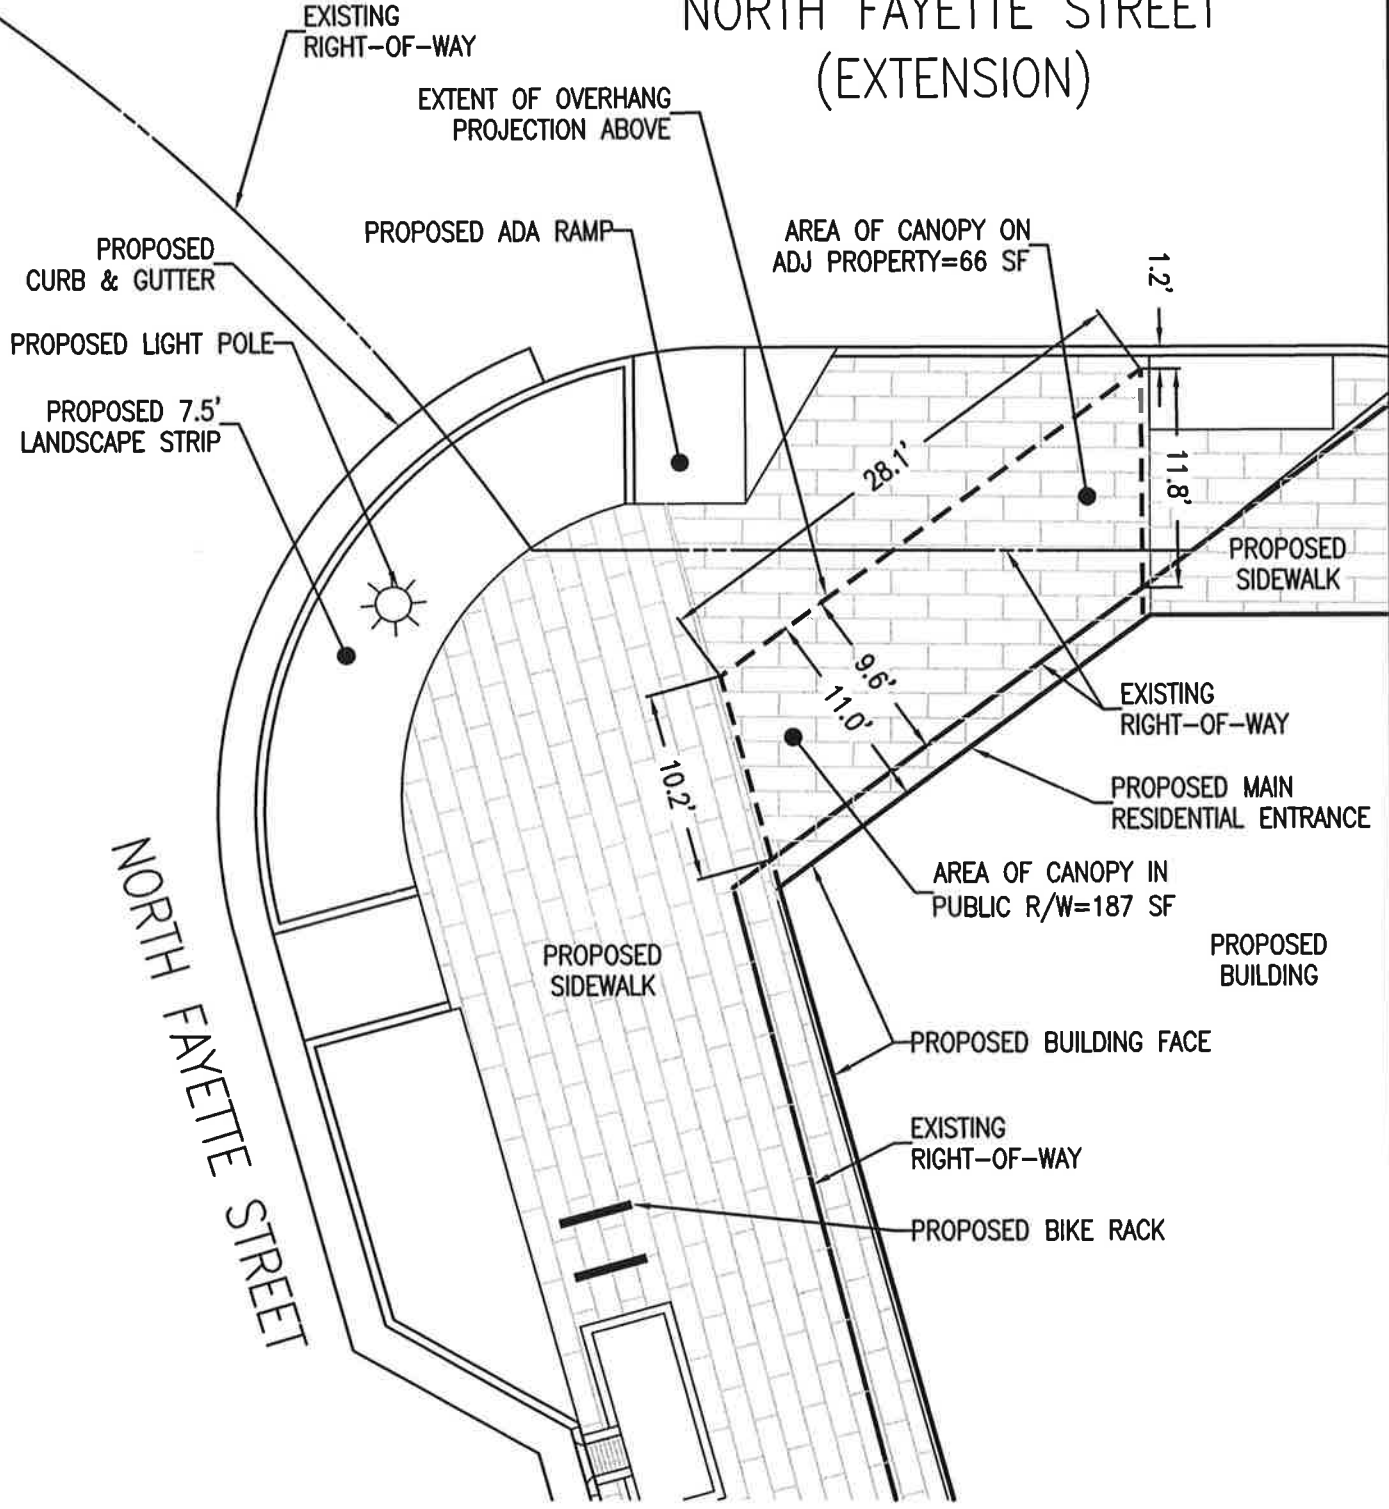 NORTH FAYETTE STREET
(EXTENSION)
EXISTING
RIGHT-OF-WAY
EXTENT OF OVERHANG
PROJECTION ABOVE
PROPOSED ADA RAMP
AREA OF CANOPY ON
ADJ PROPERTY=66 SF
1.2'
PROPOSED
CURB & GUTTER
PROPOSED LIGHT POLE
PROPOSED 7.5'
LANDSCAPE STRIP
28.1'
11.8'
PROPOSED
SIDEWALK
9.6'
11.0'
10.2'
EXISTING
RIGHT-OF-WAY
PROPOSED MAIN
RESIDENTIAL ENTRANCE
AREA OF CANOPY IN
PUBLIC R/W=187 SF
PROPOSED
BUILDING
PROPOSED
SIDEWALK
NORTH FAYETTE STREET
PROPOSED BUILDING FACE
EXISTING
RIGHT-OF-WAY
PROPOSED BIKE RACK